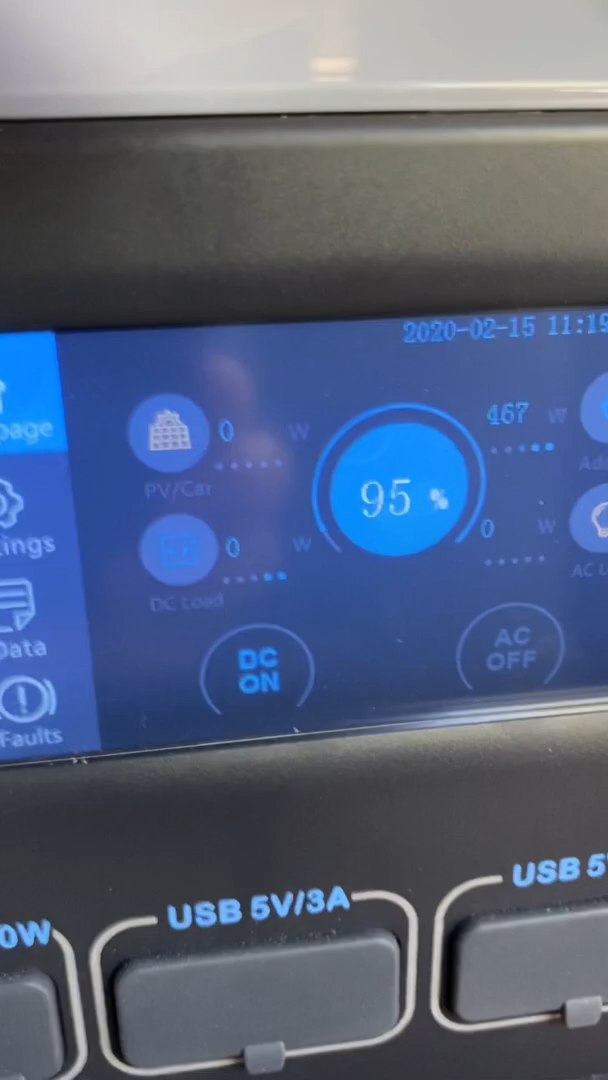 2020-02-15 11:19
page
0 W
467 W
PV/Car
95 %
ings
0 W
0 W
DC Load
AC
Data
DC
ON
AC
OFF
Faults
USB 5V/3A
USB 5
0W